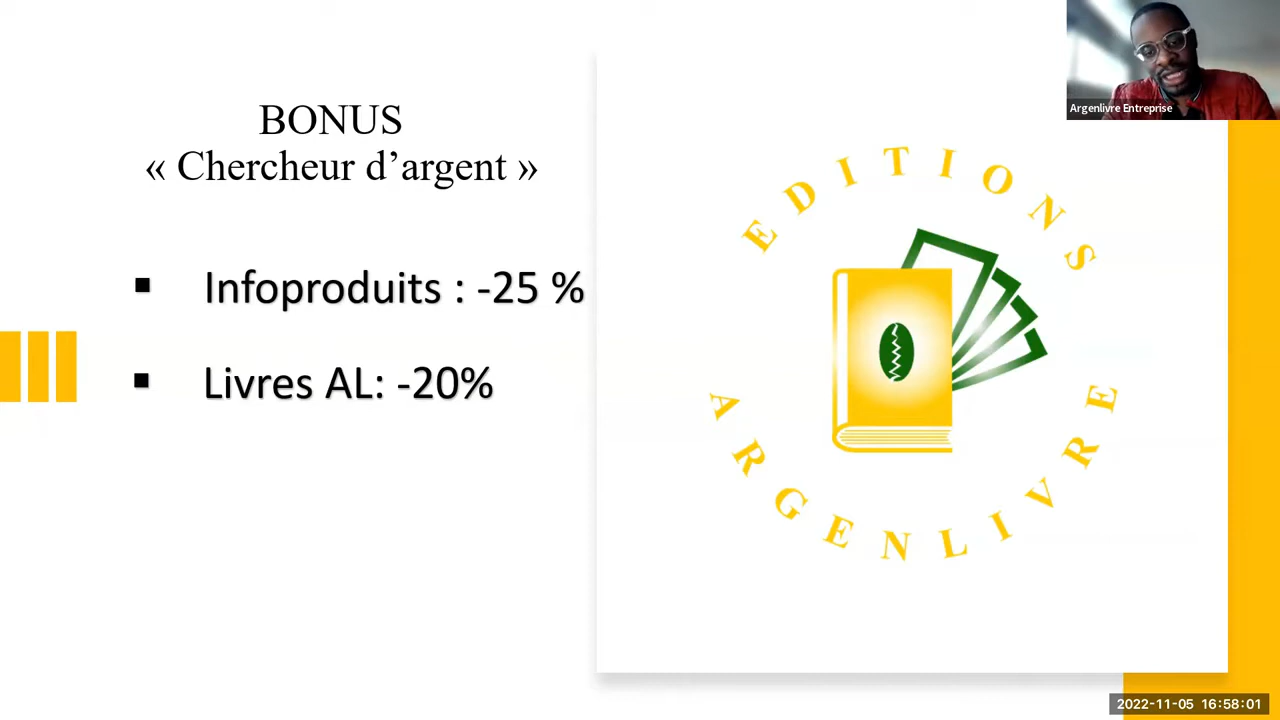 BONUS
« Chercheur d’argent »
▪ Infoproduits : -25 %
▪ Livres AL: -20%
EDITIONS
ARGENLIVRE
Argenlivre Entreprise
2022-11-05 16:58:01